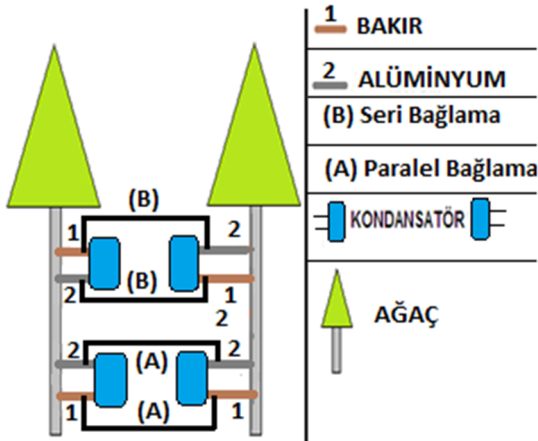 (B)
1
2
2
(B)
1
2
2
(A)
2
1
(A)
1
1 BAKIR
2 ALÜMİNYUM
(B) Seri Bağlama
(A) Paralel Bağlama
KONDANSATÖR
AĞAÇ